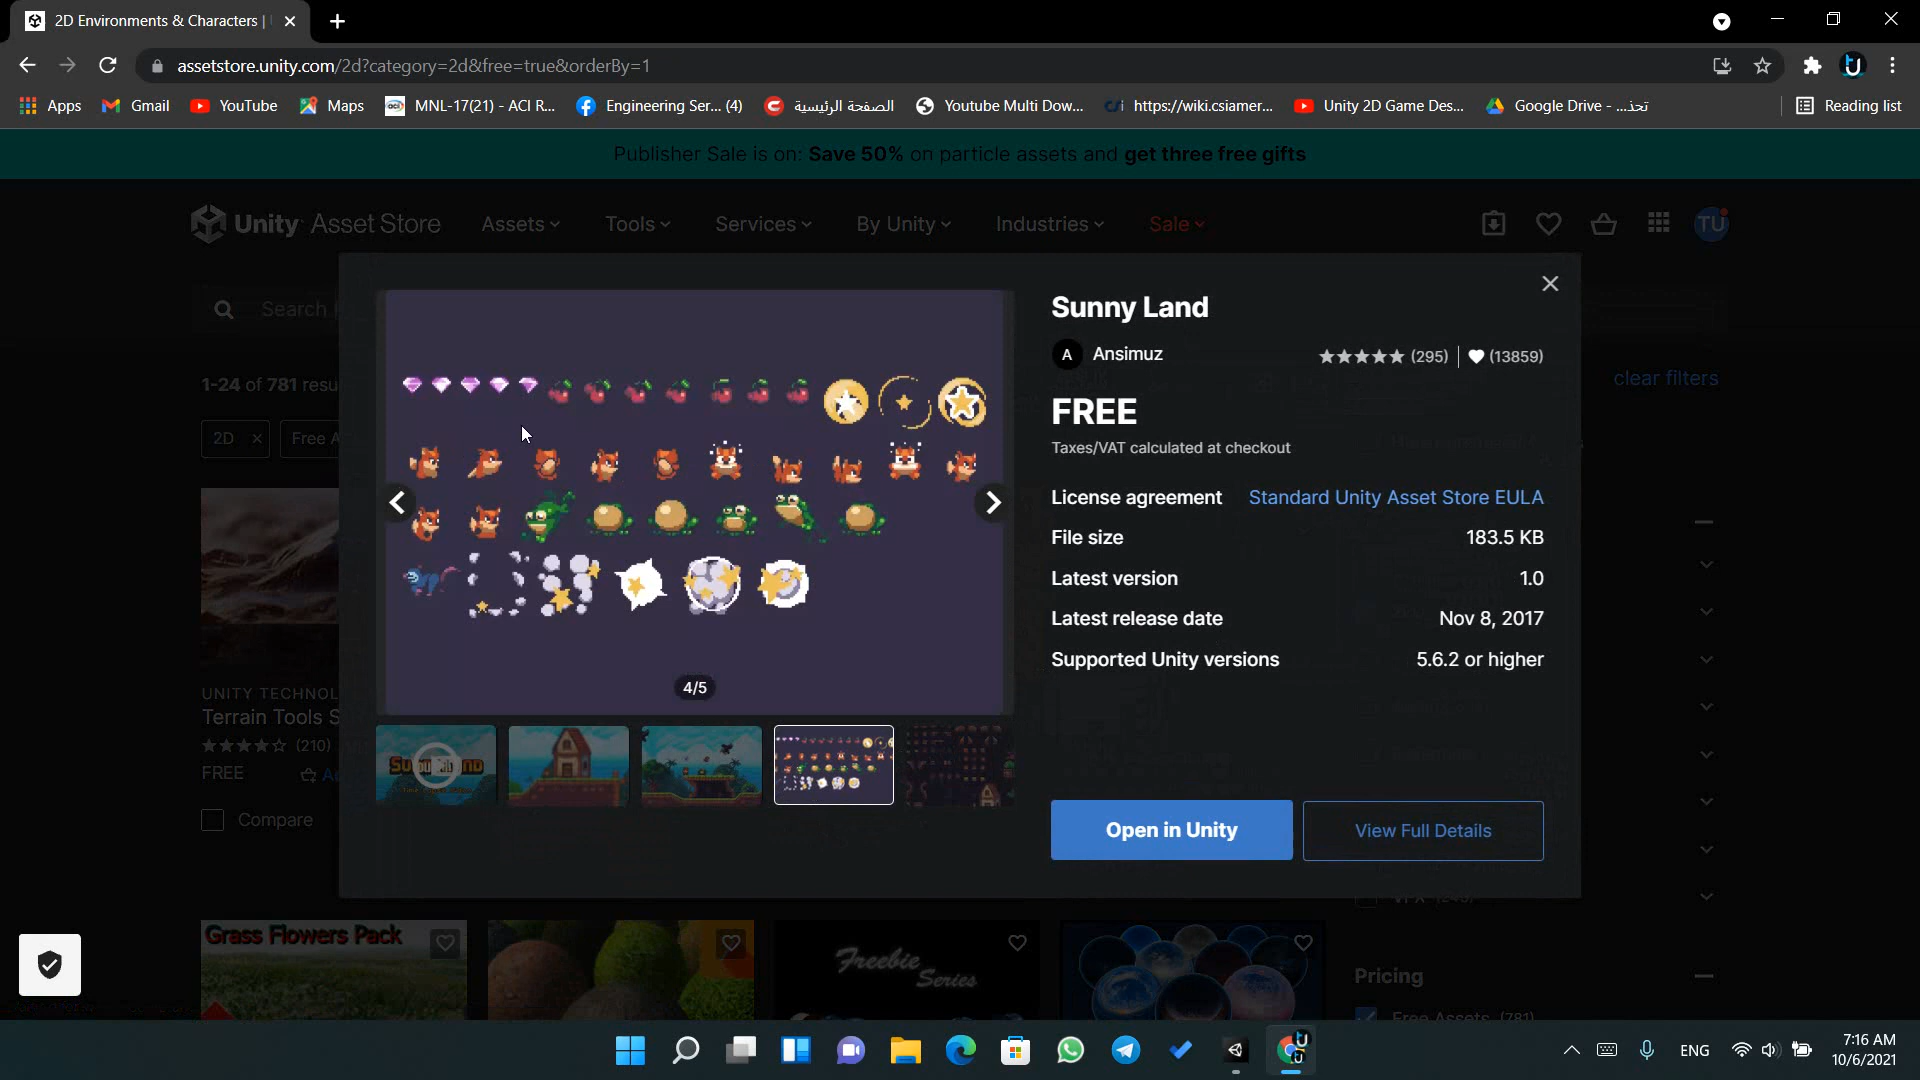 2D Environments & Characters |
assetstore.unity.com/2d?category=2d&free=true&orderBy=1
Apps
Gmail
YouTube
Maps
MNL-17(21) - ACI R...
Engineering Ser... (4)
الصفحة الرئيسية
Youtube Multi Dow...
https://wiki.csiamer...
Unity 2D Game Des...
Google Drive - ...تحذ
Reading list
Publisher Sale is on: Save 50% on particle assets and get three free gifts
Unity Asset Store
Assets
Tools
Services
By Unity
Industries
Sale
TU
Search
1-24 of 781 resu
clear filters
2D
Free A
Sunny Land
A Ansimuz
(295)
(13859)
FREE
Taxes/VAT calculated at checkout
License agreement Standard Unity Asset Store EULA
File size 183.5 KB
Latest version 1.0
Latest release date Nov 8, 2017
Supported Unity versions 5.6.2 or higher
4/5
Open in Unity
View Full Details
UNITY TECHNOL
Terrain Tools S
(210)
FREE
Compare
Grass Flowers Pack
Freebie
Series
Pricing
Free Assets (781)
ENG
7:16 AM
10/6/2021